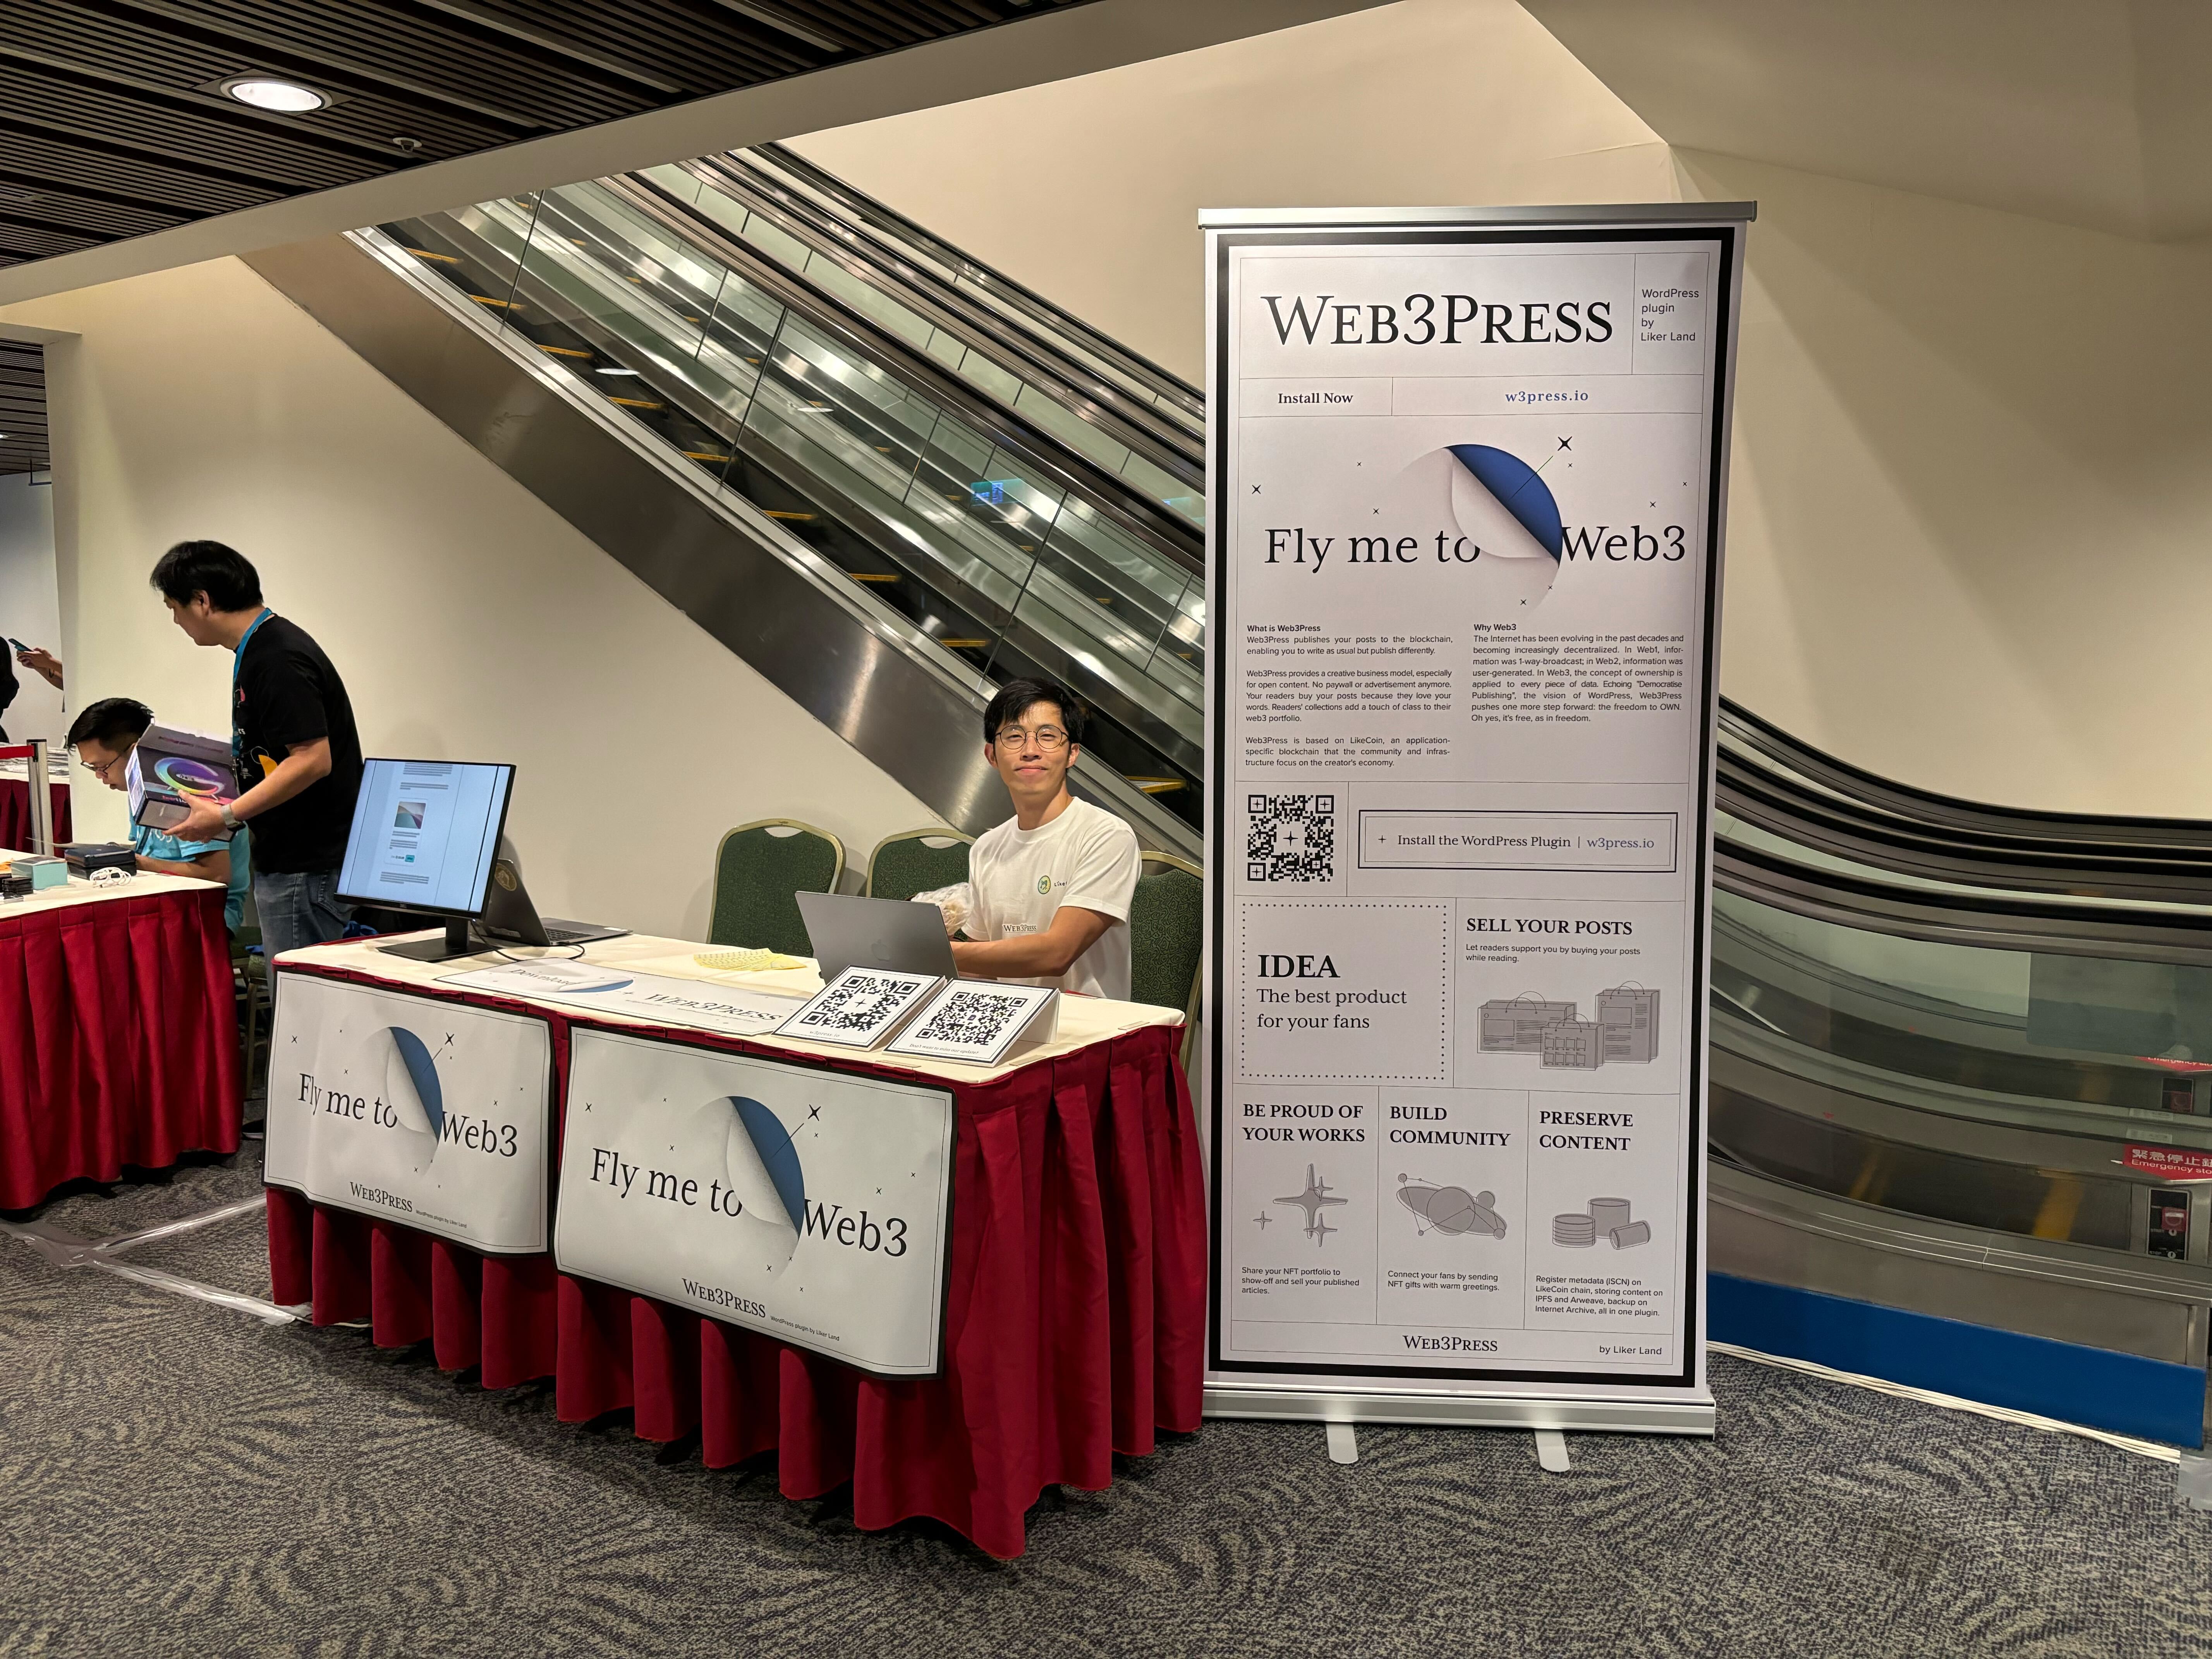 WEB3PRESS
WordPress
plugin
by
Liker Land
Install Now
w3press.io
Fly me to Web3
What is Web3Press
Web3Press publishes your posts to the blockchain,
enabling you to write as usual but publish differently.
Web3Press provides a creative business model, especially
for open content. No paywall or advertisement anymore.
Your readers buy your posts because they love your
words. Readers' collections add a touch of class to their
web3 portfolio.
Web3Press is based on LikeCoin, an application-
specific blockchain that the community and infras-
tructure focus on the creator's economy.
Why Web3
The Internet has been evolving in the past decades and
becoming increasingly decentralized. In Web1, infor-
mation was 1-way-broadcast; in Web2, information was
user-generated. In Web3, the concept of ownership is
applied to every piece of data. Echoing "Democratise
Publishing", the vision of WordPress, Web3Press
pushes one more step forward: the freedom to OWN.
Oh yes, it's free, as in freedom.
Install the WordPress Plugin | w3press.io
IDEA
The best product
for your fans
SELL YOUR POSTS
Let readers support you by buying your posts
while reading.
BE PROUD OF
YOUR WORKS
Share your NFT portfolio to
show-off and sell your published
articles.
BUILD
COMMUNITY
Connect your fans by sending
NFT gifts with warm greetings.
PRESERVE
CONTENT
Register metadata (ISCN) on
LikeCoin chain, storing content on
IPFS and Arweave, backup on
Internet Archive, all in one plugin.
WEB3PRESS
by Liker Land
WEB3PRESS
Download
WEB3PRESS
Fly me to Web3
WEB3PRESS WordPress plugin by Liker Land
Fly me to Web3
WEB3PRESS WordPress plugin by Liker Land
緊急停止
Emergency